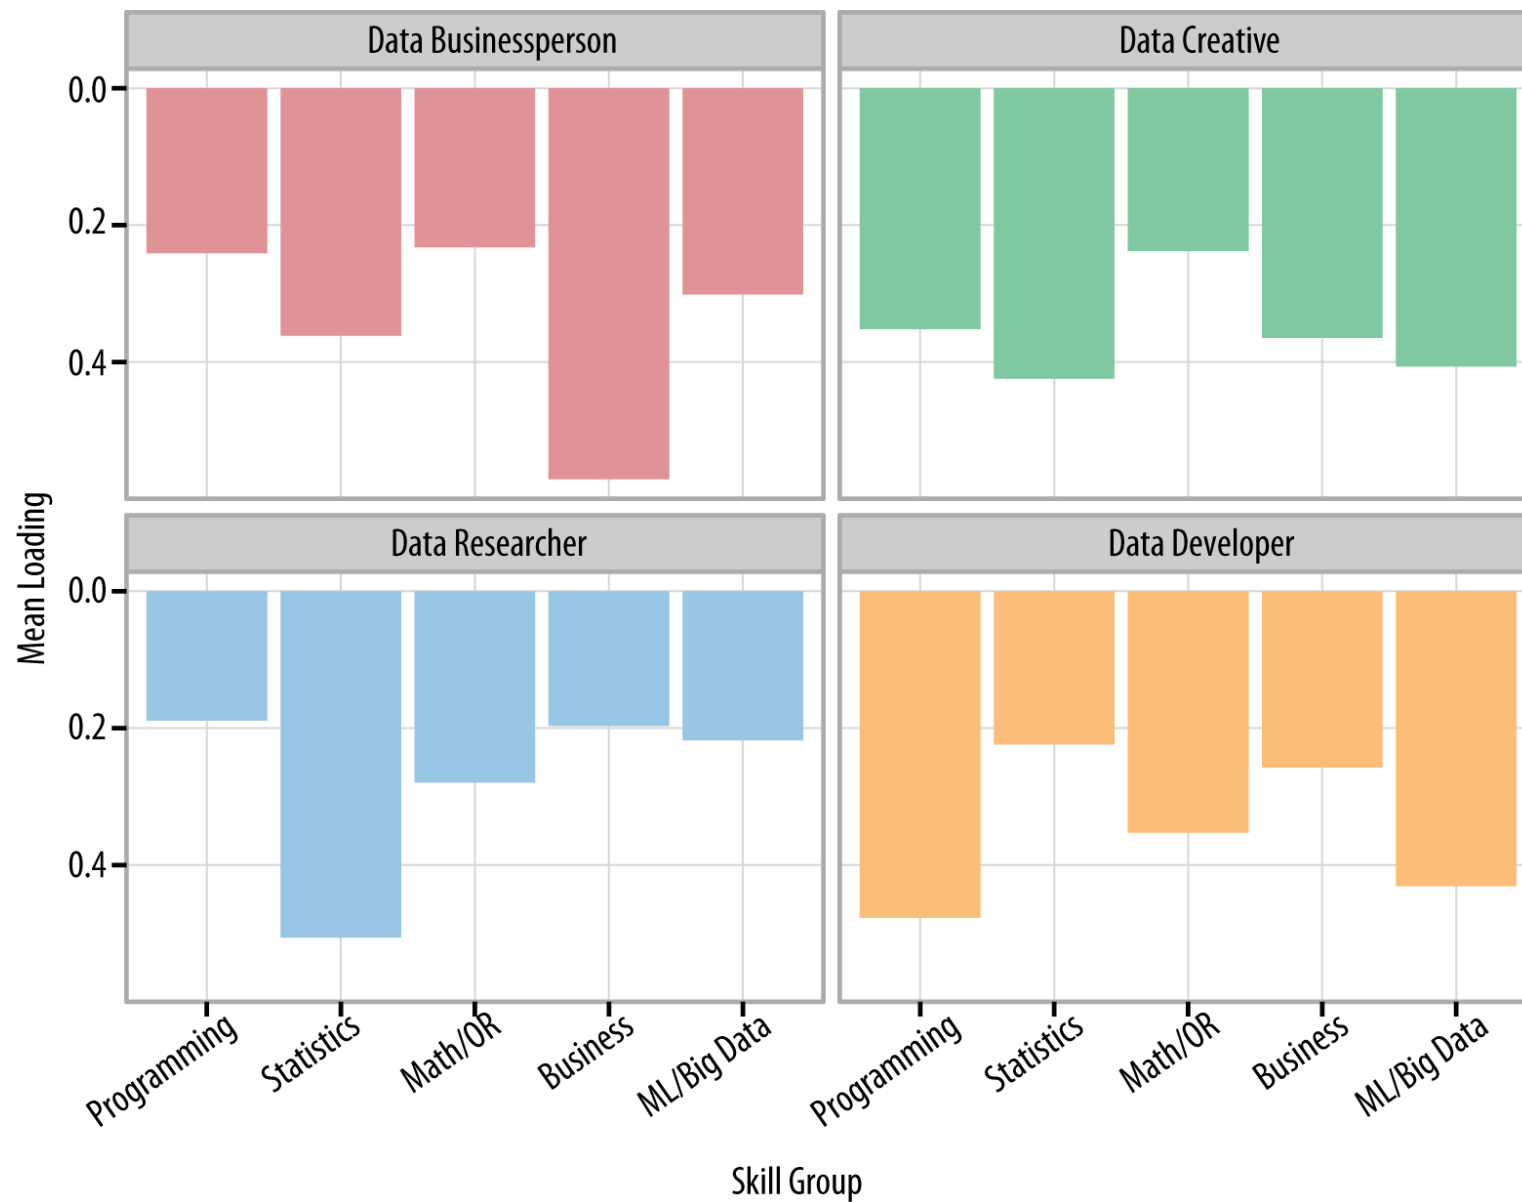 Data Businessperson
Data Creative
0.0
0.2
0.4
Mean Loading
Data Researcher
Data Developer
0.0
0.2
0.4
Programming
Statistics
Math/OR
Business
ML/Big Data
Programming
Statistics
Math/OR
Business
ML/Big Data
Skill Group